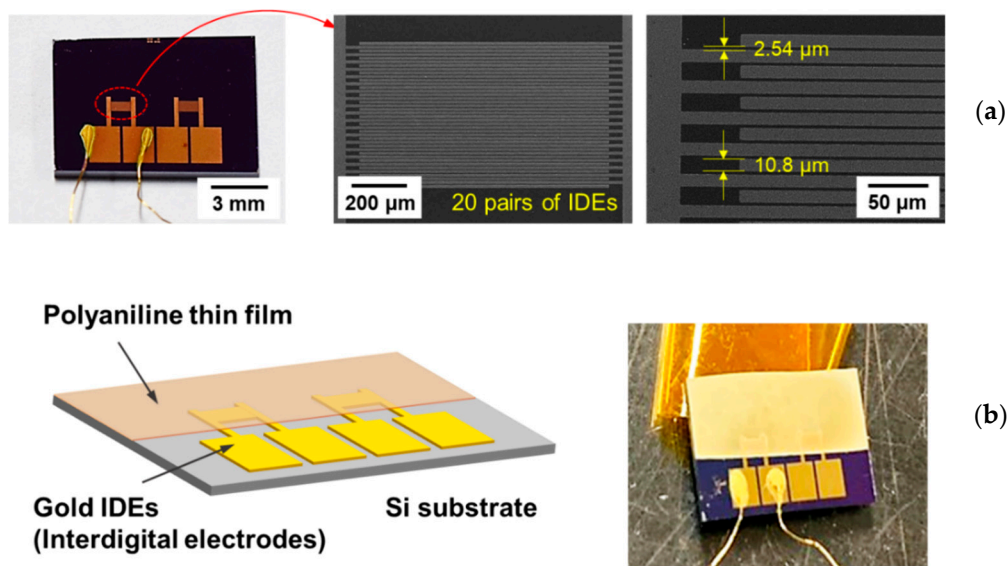 2.54 µm
(a)
10.8 µm
3 mm
200 µm
20 pairs of IDEs
50 µm
Polyaniline thin film
(b)
Gold IDEs
(Interdigital electrodes)
Si substrate